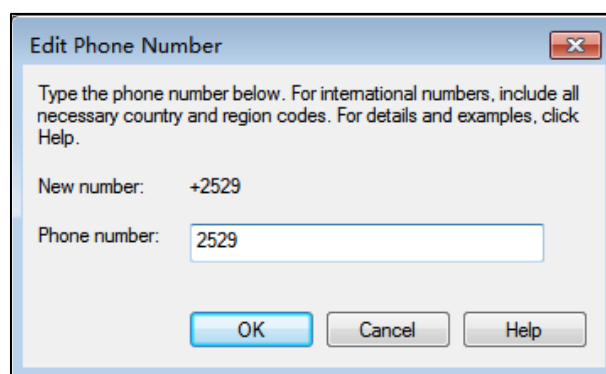 Edit Phone Number
Type the phone number below. For international numbers, include all
necessary country and region codes. For details and examples, click
Help.
New number: +2529
Phone number: 2529
OK Cancel Help